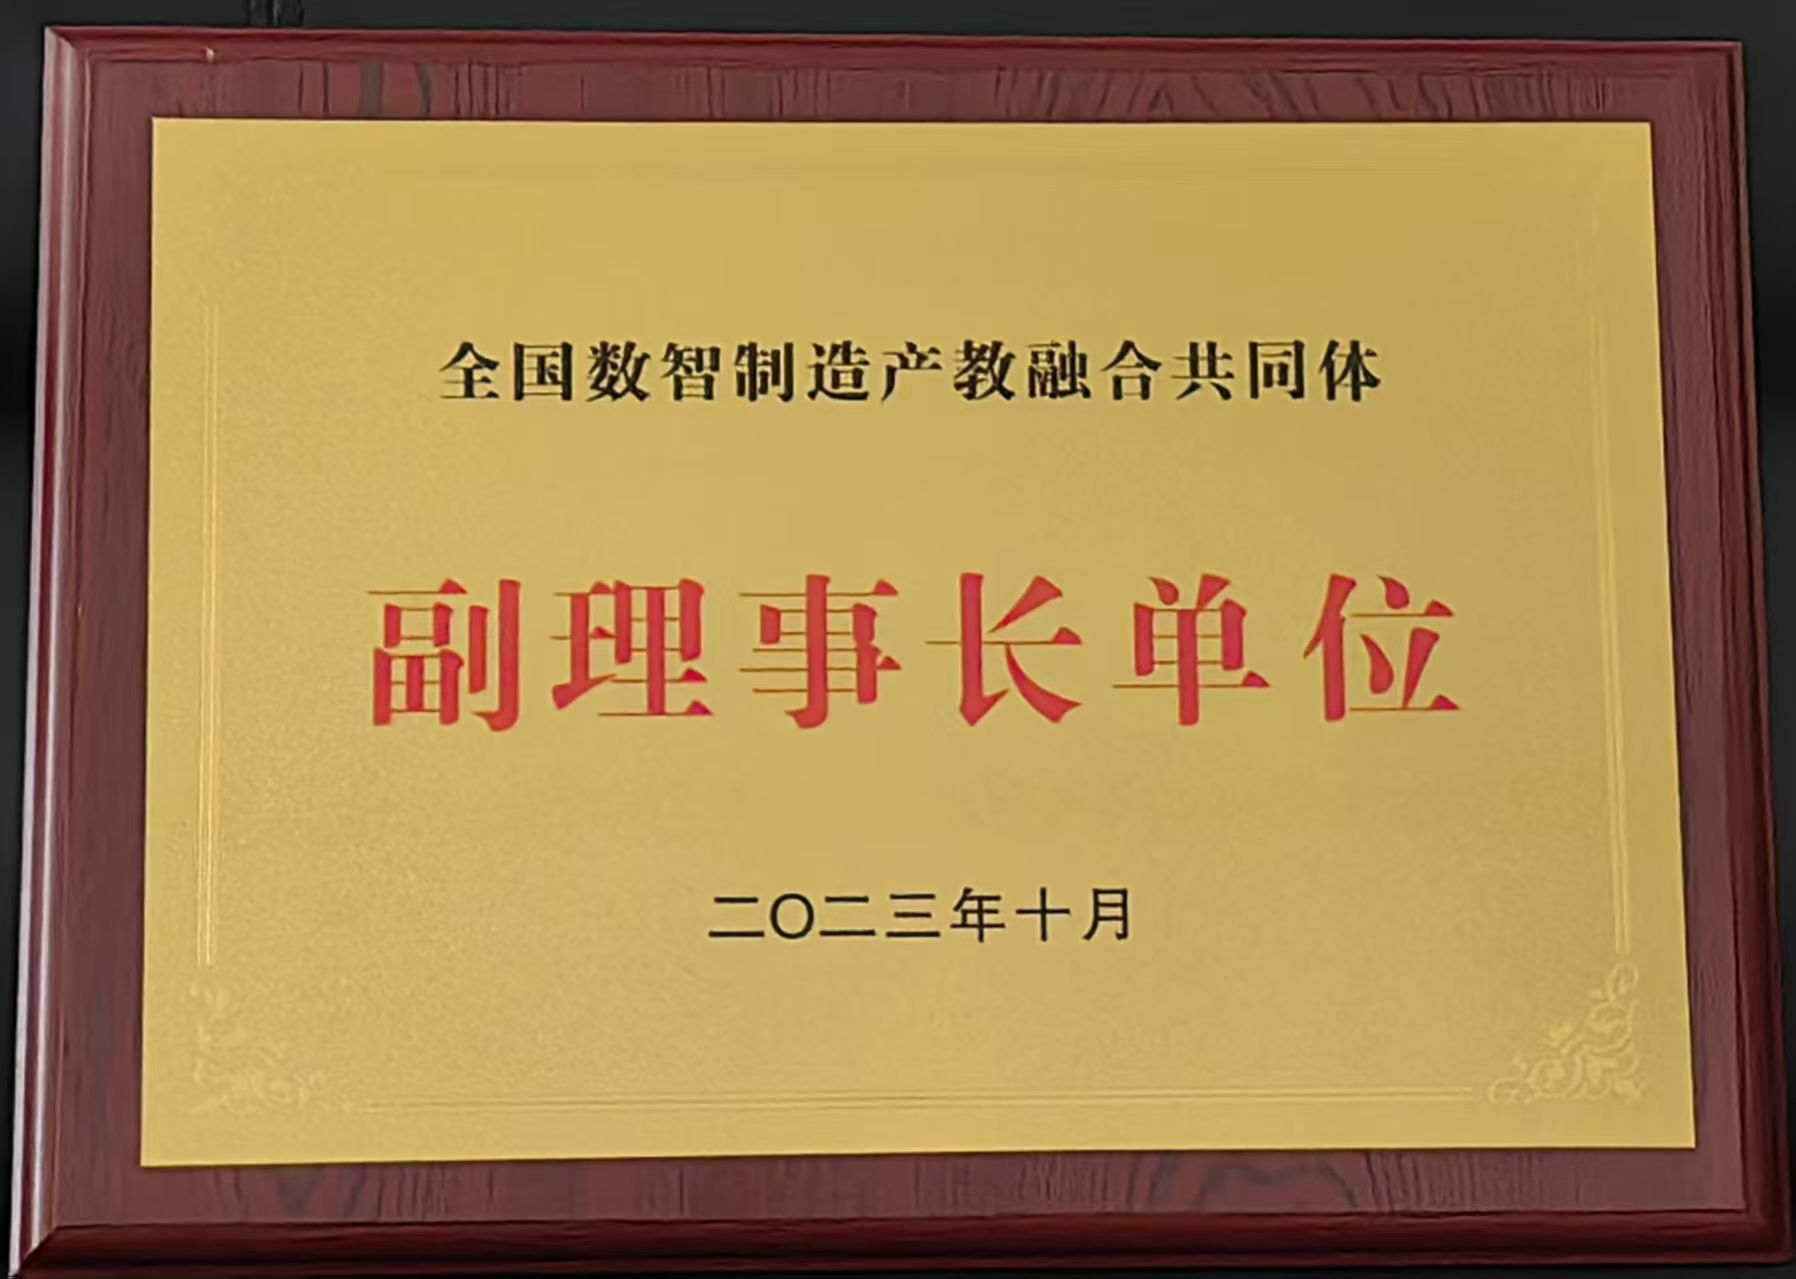 全国数智制造产教融合共同体
副理事长单位
二〇二三年十月